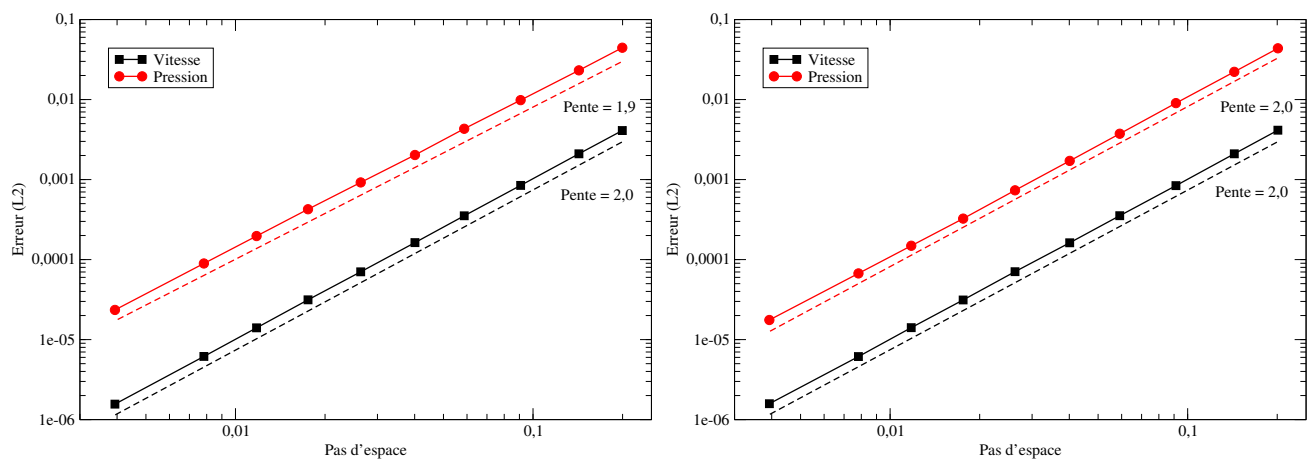 0,1
0,01
0,001
0,0001
1e-05
1e-06
Erreur (L2)
Vitesse
Pression
Pente = 1,9
Pente = 2,0
0,01
0,1
Pas d'espace
0,1
0,01
0,001
0,0001
1e-05
1e-06
Erreur (L2)
Vitesse
Pression
Pente = 2,0
Pente = 2,0
0,01
0,1
Pas d'espace